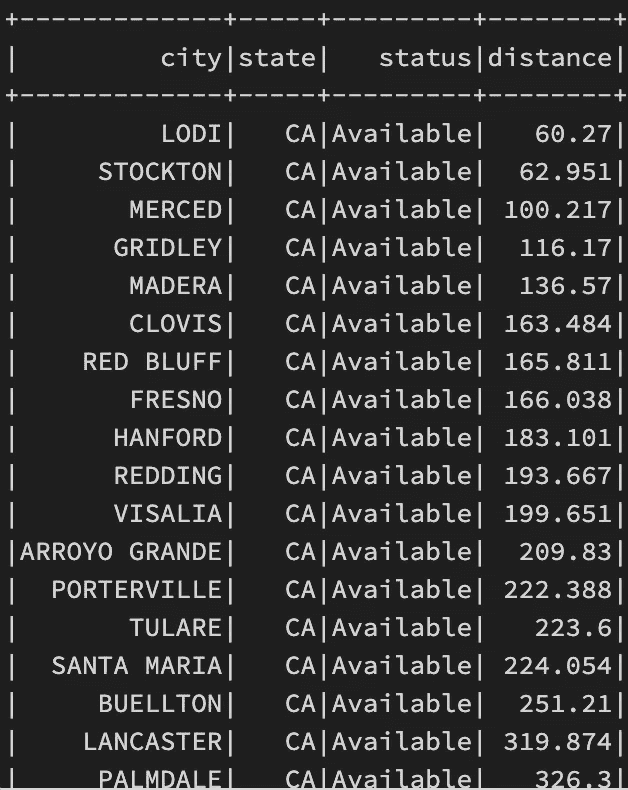 +-------------+-----+---------+--------+
|         city|state|   status|distance|
+-------------+-----+---------+--------+
|         LODI|   CA|Available|   60.27|
|     STOCKTON|   CA|Available|  62.951|
|       MERCED|   CA|Available| 100.217|
|      GRIDLEY|   CA|Available|  116.17|
|       MADERA|   CA|Available|  136.57|
|       CLOVIS|   CA|Available| 163.484|
|    RED BLUFF|   CA|Available| 165.811|
|       FRESNO|   CA|Available| 166.038|
|      HANFORD|   CA|Available| 183.101|
|      REDDING|   CA|Available| 193.667|
|      VISALIA|   CA|Available| 199.651|
|ARROYO GRANDE|   CA|Available|  209.83|
|  PORTERVILLE|   CA|Available| 222.388|
|       TULARE|   CA|Available|   223.6|
|  SANTA MARIA|   CA|Available| 224.054|
|     BUELLTON|   CA|Available|  251.21|
|    LANCASTER|   CA|Available| 319.874|
|     PALMDALE|   CA|Available|   326.3|